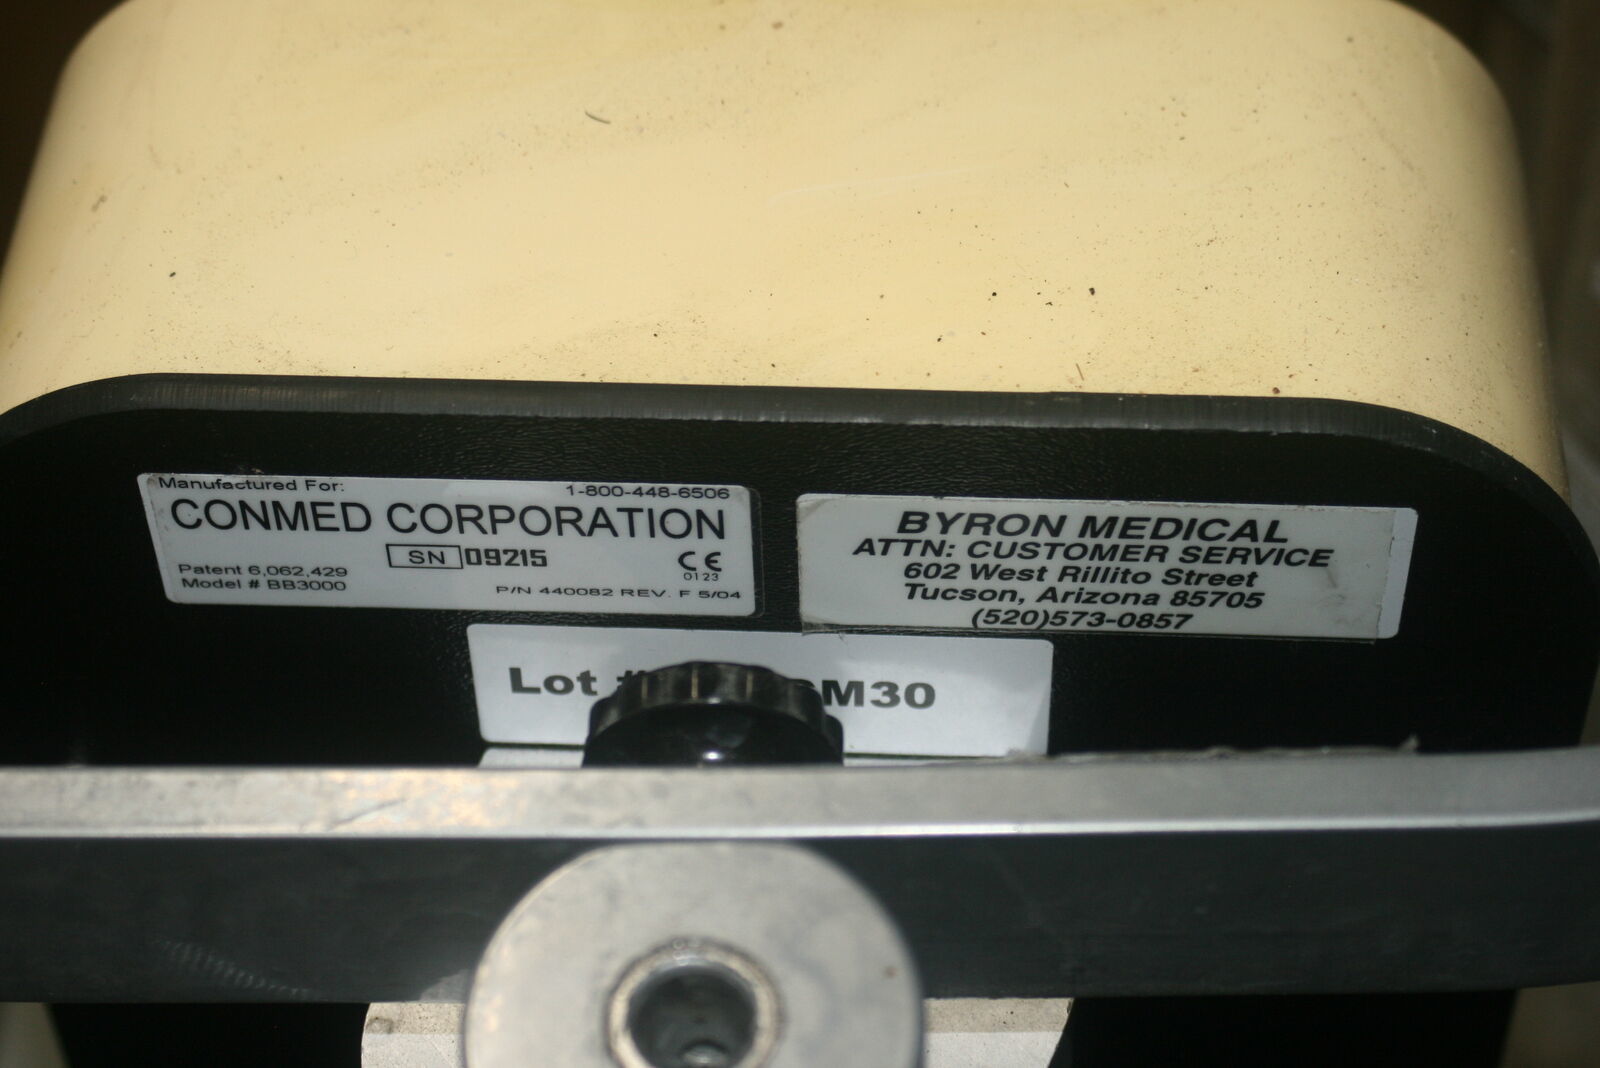 Manufactured For: 1-800-448-6506
CONMED CORPORATION
SN 09215
CE
0123
Patent 6,062,429
Model # BB3000
P/N 440082 REV. F 5/04
BYRON MEDICAL
ATTN: CUSTOMER SERVICE
602 West Rillito Street
Tucson, Arizona 85705
(520)573-0857
Lot #